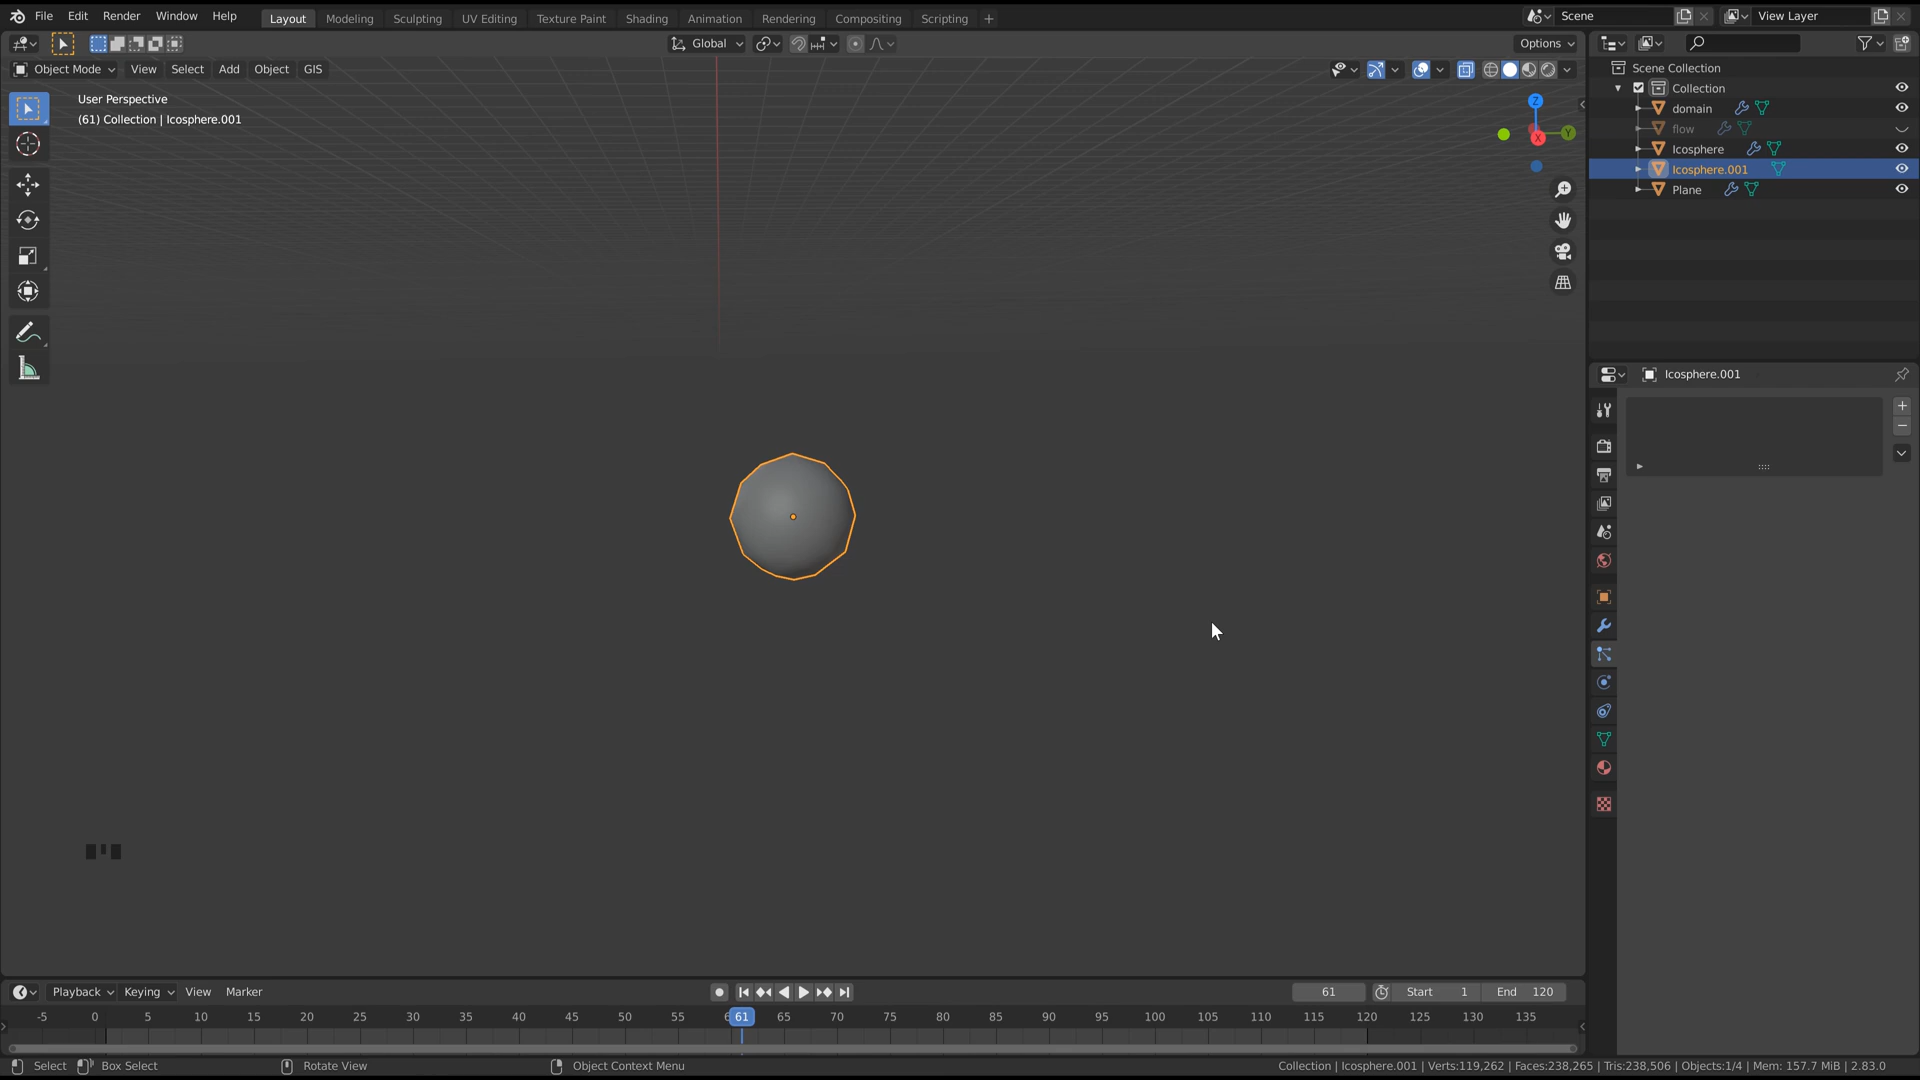 File Edit Render Window Help Layout Modeling Sculpting UV Editing Texture Paint Shading Animation Rendering Compositing Scripting + Scene View Layer
Global Options
Object Mode View Select Add Object GIS
User Perspective
(61) Collection | Icosphere.001
Z
Y
X
Scene Collection
Collection
domain
flow
Icosphere
Icosphere.001
Plane
Icosphere.001
Playback Keying View Marker 61 Start 1 End 120
-5 0 5 10 15 20 25 30 35 40 45 50 55 61 65 70 75 80 85 90 95 100 105 110 115 120 125 130 135
Select Box Select Rotate View Object Context Menu Collection | Icosphere.001 | Verts:119,262 | Faces:238,265 | Tris:238,506 | Objects:1/4 | Mem: 157.7 MiB | 2.83.0